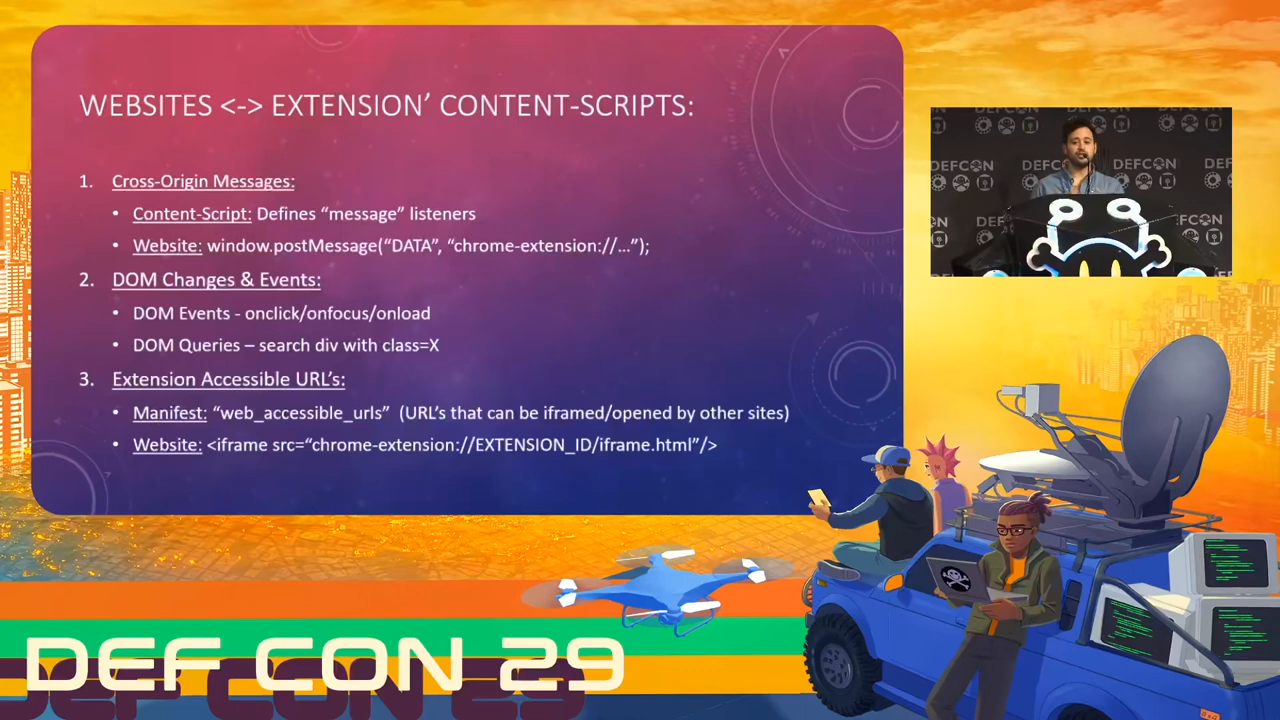 WEBSITES <-> EXTENSION’ CONTENT-SCRIPTS:
1. Cross-Origin Messages:
• Content-Script: Defines “message” listeners
• Website: window.postMessage(“DATA”, “chrome-extension://…”);
2. DOM Changes & Events:
• DOM Events - onclick/onfocus/onload
• DOM Queries – search div with class=X
3. Extension Accessible URL’s:
• Manifest: “web_accessible_urls” (URL’s that can be iframed/opened by other sites)
• Website: <iframe src=“chrome-extension://EXTENSION_ID/iframe.html”/>
DEFCON
DEFCON
DEF CON 29
DEF CON 29